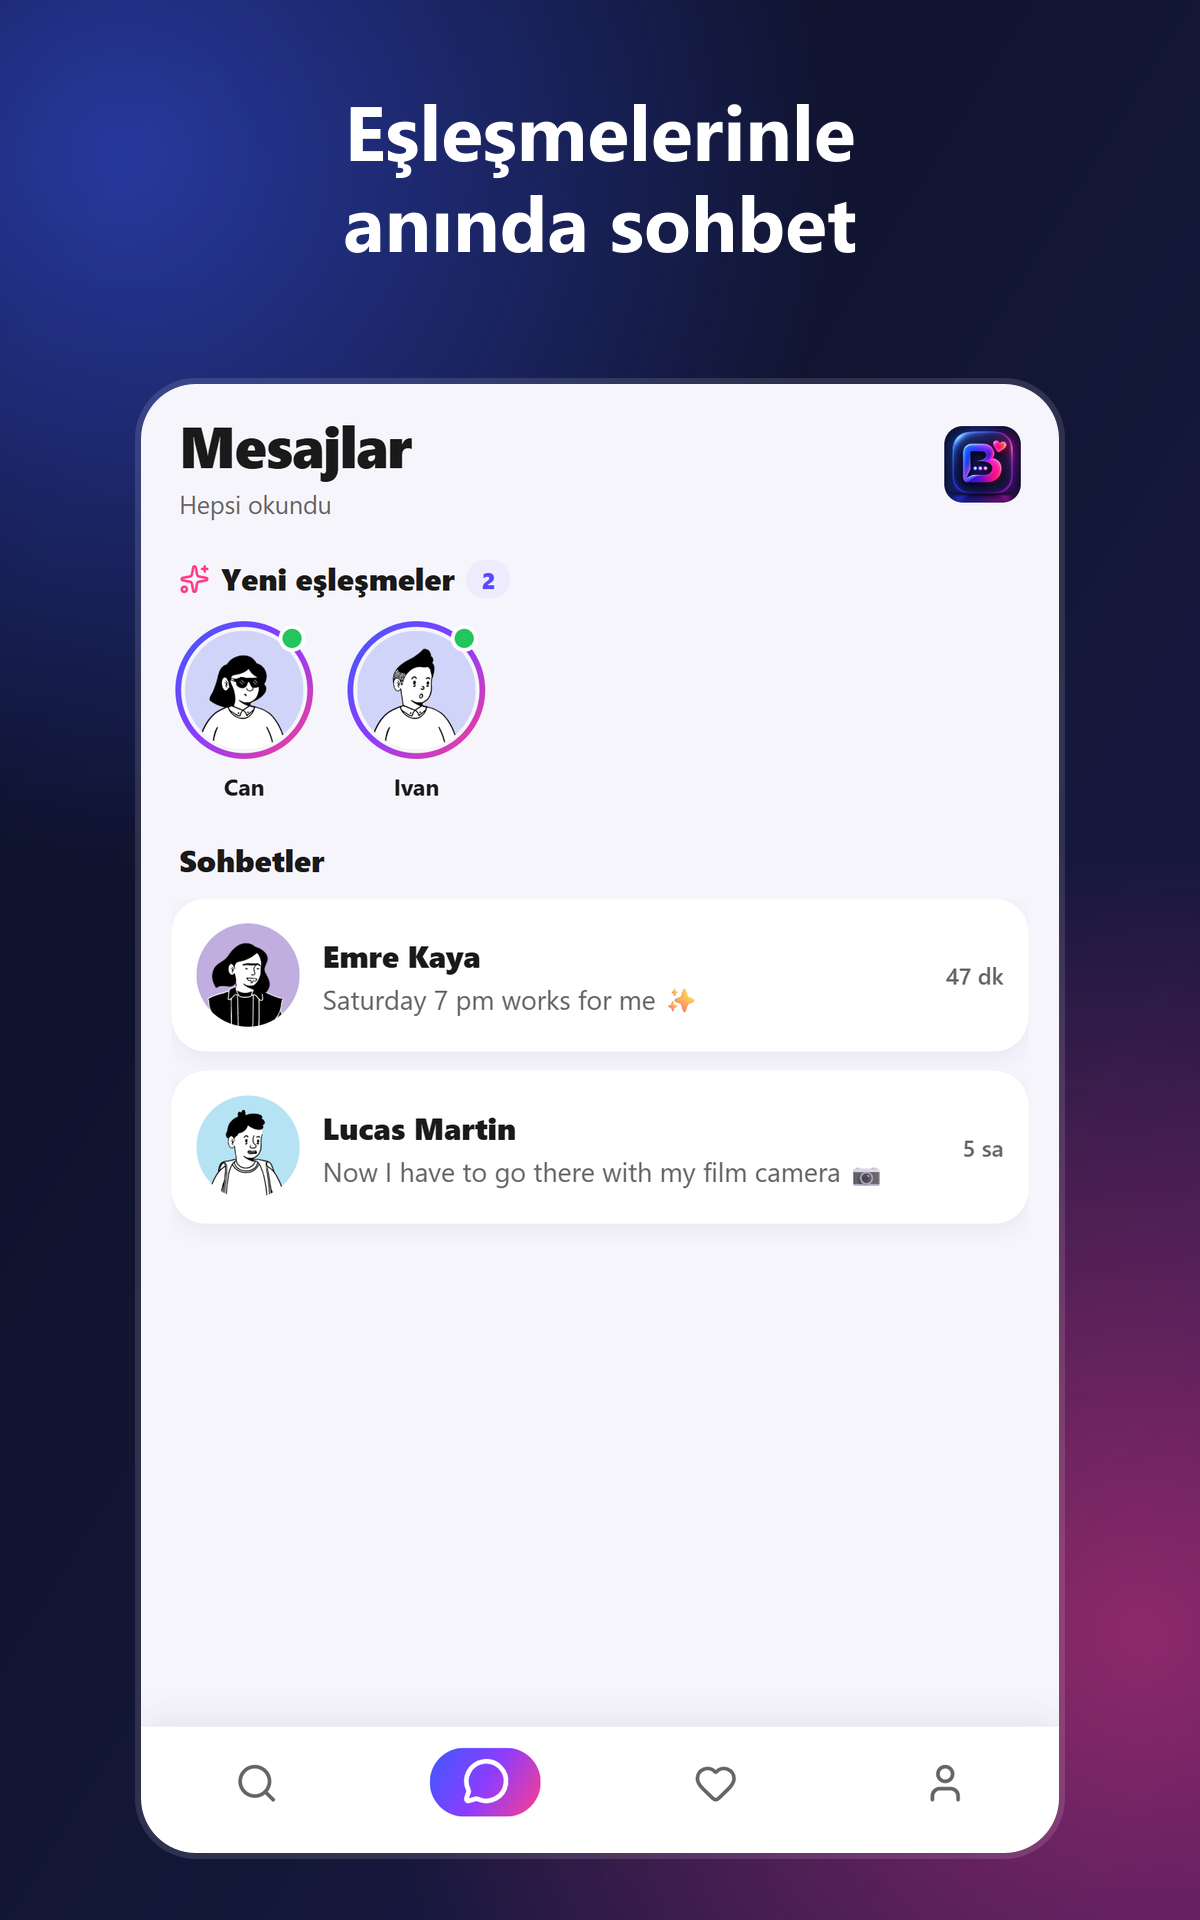 Eşleşmelerinle
anında sohbet
Mesajlar
Hepsi okundu
B
Yeni eşleşmeler 2
Can
Ivan
Sohbetler
Emre Kaya
Saturday 7 pm works for me ✨
47 dk
Lucas Martin
Now I have to go there with my film camera 📷
5 sa